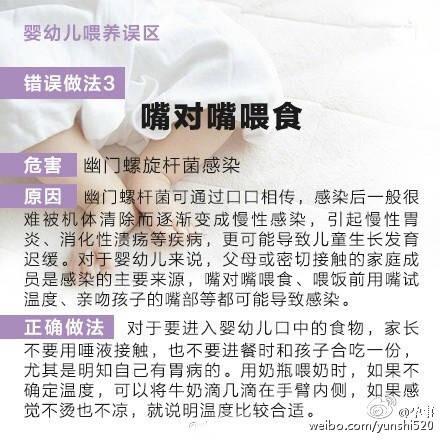 婴幼儿喂养误区
错误做法3
嘴对嘴喂食
危害 幽门螺旋杆菌感染
原因 幽门螺杆菌可通过口口相传，感染后一般很
难被机体清除而逐渐变成慢性感染，引起慢性胃
炎、消化性溃疡等疾病，更可能导致儿童生长发育
迟缓。对于婴幼儿来说，父母或密切接触的家庭成
员是感染的主要来源，嘴对嘴喂食、喂饭前用嘴试
温度、亲吻孩子的嘴部等都可能导致感染。
正确做法 对于要进入婴幼儿口中的食物，家长
不要用唾液接触，也不要进餐时和孩子合吃一份，
尤其是明知自己有胃病的。用奶瓶喂奶时，如果不
确定温度，可以将牛奶滴几滴在手臂内侧，如果感
觉不烫也不凉，就说明温度比较合适。
weibo.com/yunshi520